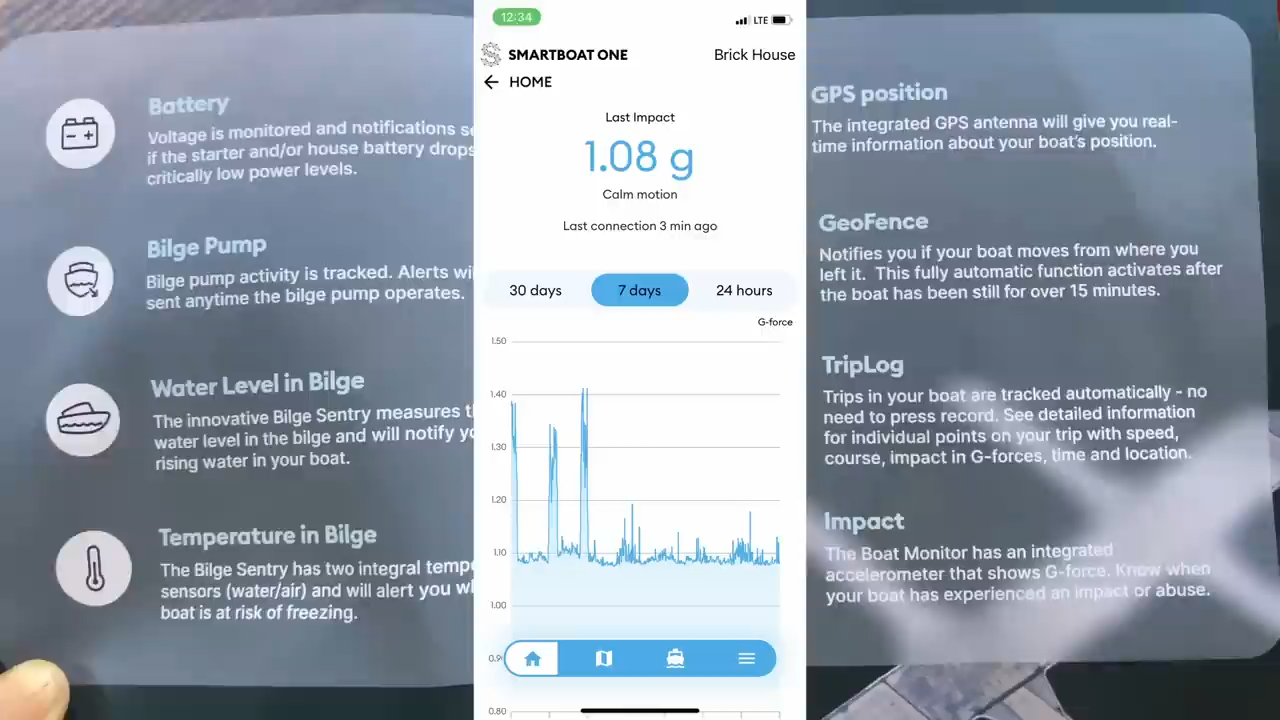 Battery
Voltage is monitored and notifications
if the starter and/or house battery drops
critically low power levels.
Bilge Pump
Bilge pump activity is tracked. Alerts
sent anytime the bilge pump operates.
Water Level in Bilge
The innovative Bilge Sentry measures
water level in the bilge and will notify
rising water in your boat.
Temperature in Bilge
The Bilge Sentry has two integral
sensors (water/air) and will alert you
boat is at risk of freezing.
12:34
LTE
SMARTBOAT ONE
Brick House
HOME
Last Impact
1.08 g
Calm motion
Last connection 3 min ago
30 days
7 days
24 hours
G-force
1.50
1.40
1.30
1.20
1.10
1.00
0.80
GPS position
The integrated GPS antenna will give you real-
time information about your boat's position.
GeoFence
Notifies you if your boat moves from where you
left it. This fully automatic function activates after
the boat has been still for over 15 minutes.
TripLog
Trips in your boat are tracked automatically - no
need to press record. See detailed information
for individual points on your trip with speed,
course, impact in G-forces, time and location.
Impact
The Boat Monitor has an integrated
accelerometer that shows G-force. Know when
your boat has experienced an impact or abuse.